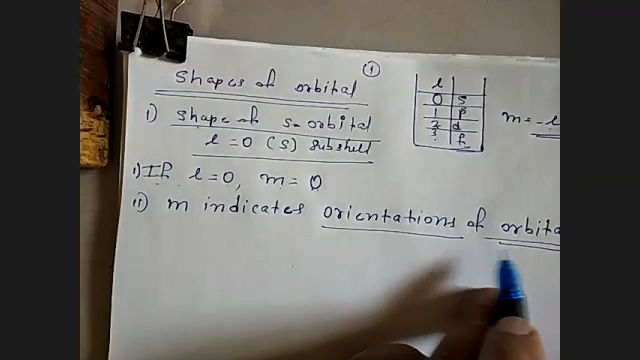 ①
Shapes of orbital
1) Shape of s-orbital
l = 0 (s) subshell
i) If l = 0, m = 0
ii) m indicates orientations of orbita
l
0 s
1 p
2 d
3 f
m = - l